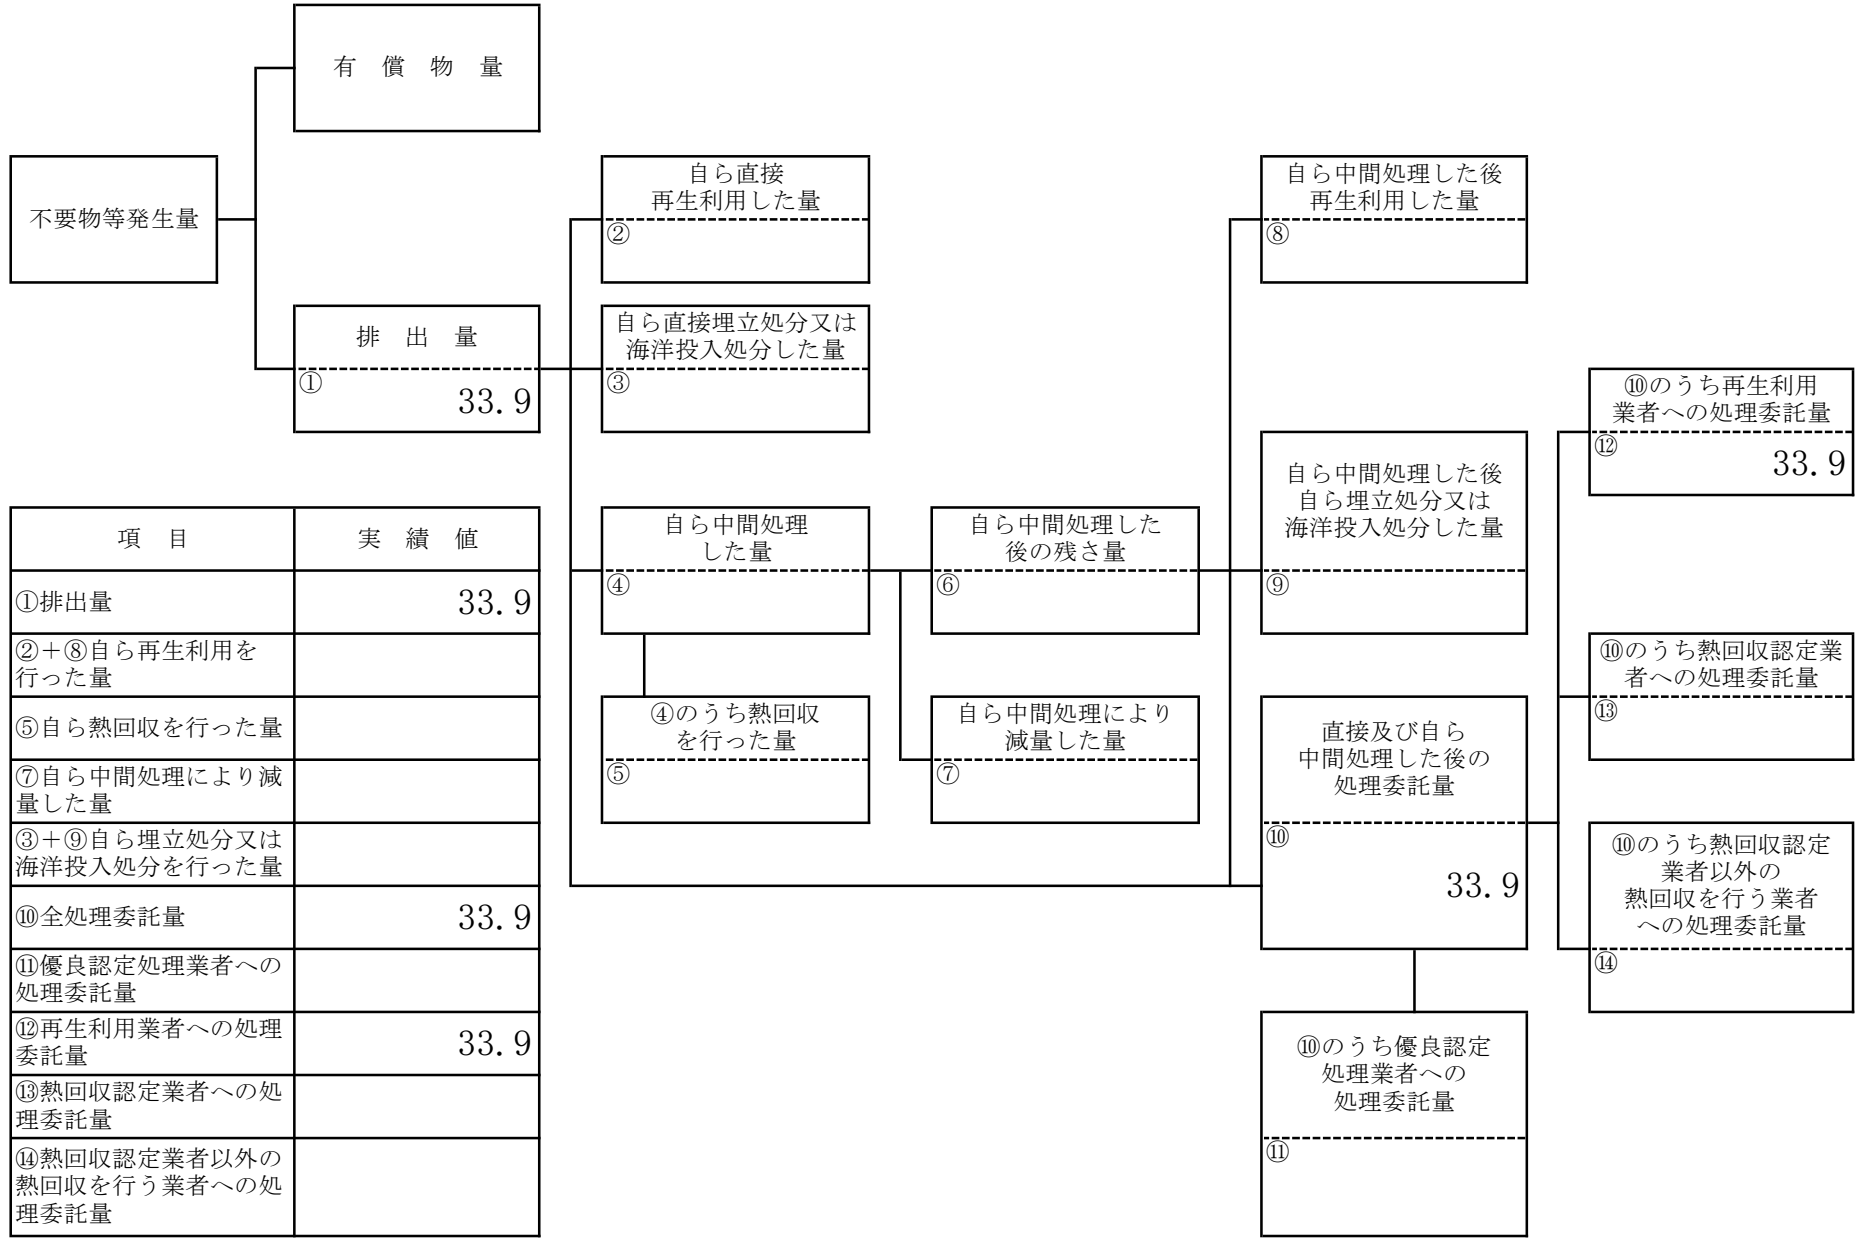 有　償　物　量
不要物等発生量
排　出　量
①
33.9
自ら直接
再生利用した量
②
自ら直接埋立処分又は
海洋投入処分した量
③
自ら中間処理
した量
④
④のうち熱回収
を行った量
⑤
自ら中間処理した
後の残さ量
⑥
自ら中間処理により
減量した量
⑦
自ら中間処理した後
再生利用した量
⑧
自ら中間処理した後
自ら埋立処分又は
海洋投入処分した量
⑨
直接及び自ら
中間処理した後の
処理委託量
⑩
33.9
⑩のうち優良認定
処理業者への
処理委託量
⑪
⑩のうち再生利用
業者への処理委託量
⑫
33.9
⑩のうち熱回収認定業
者への処理委託量
⑬
⑩のうち熱回収認定
業者以外の
熱回収を行う業者
への処理委託量
⑭
項　目　実　績　値
①排出量　33.9
②＋⑧自ら再生利用を
行った量
⑤自ら熱回収を行った量
⑦自ら中間処理により減
量した量
③＋⑨自ら埋立処分又は
海洋投入処分を行った量
⑩全処理委託量　33.9
⑪優良認定処理業者への
処理委託量
⑫再生利用業者への処理
委託量　33.9
⑬熱回収認定業者への処
理委託量
⑭熱回収認定業者以外の
熱回収を行う業者への処
理委託量